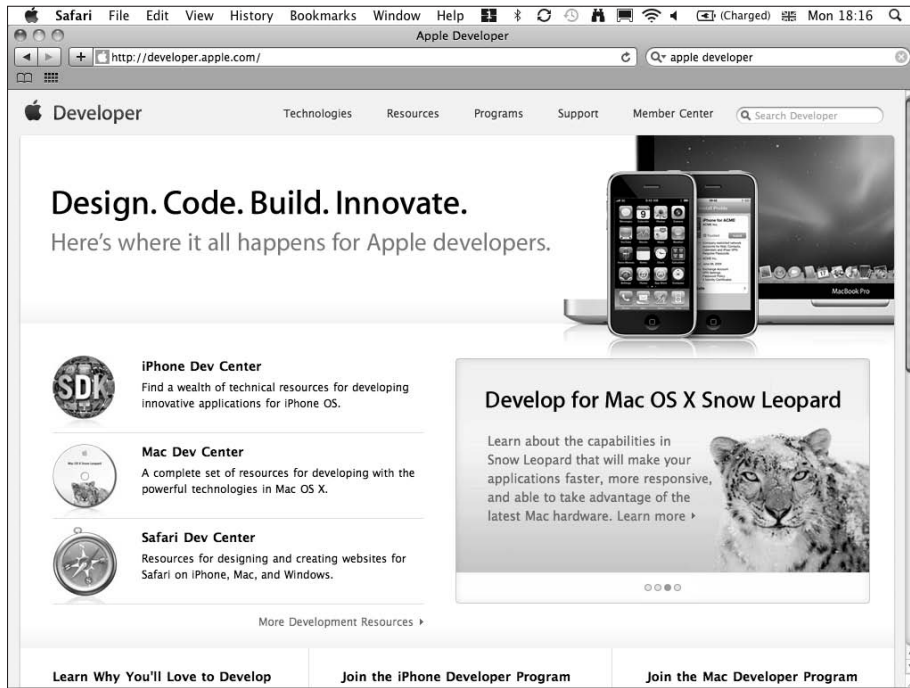 Safari File Edit View History Bookmarks Window Help (Charged) Mon 18:16
Apple Developer
http://developer.apple.com/
apple developer
Developer Technologies Resources Programs Support Member Center Search Developer
Design. Code. Build. Innovate.
Here's where it all happens for Apple developers.
MacBook Pro
iPhone Dev Center
Find a wealth of technical resources for developing
innovative applications for iPhone OS.
SDK
Mac Dev Center
A complete set of resources for developing with the
powerful technologies in Mac OS X.
Safari Dev Center
Resources for designing and creating websites for
Safari on iPhone, Mac, and Windows.
More Development Resources
Develop for Mac OS X Snow Leopard
Learn about the capabilities in
Snow Leopard that will make your
applications faster, more responsive,
and able to take advantage of the
latest Mac hardware. Learn more
Learn Why You'll Love to Develop
Join the iPhone Developer Program
Join the Mac Developer Program